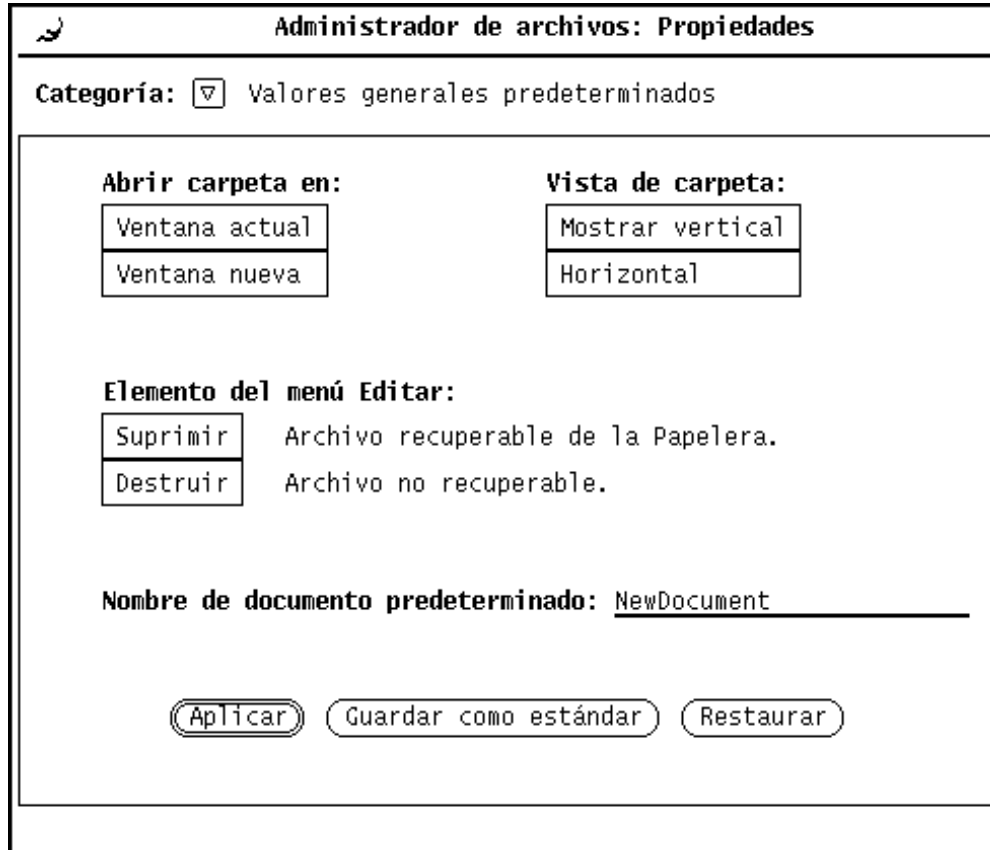 Administrador de archivos: Propiedades
Categoría: Valores generales predeterminados
Abrir carpeta en: Vista de carpeta:
Ventana actual Mostrar vertical
Ventana nueva Horizontal
Elemento del menú Editar:
Suprimir Archivo recuperable de la Papelera.
Destruir Archivo no recuperable.
Nombre de documento predeterminado: NewDocument
Aplicar Guardar como estándar Restaurar